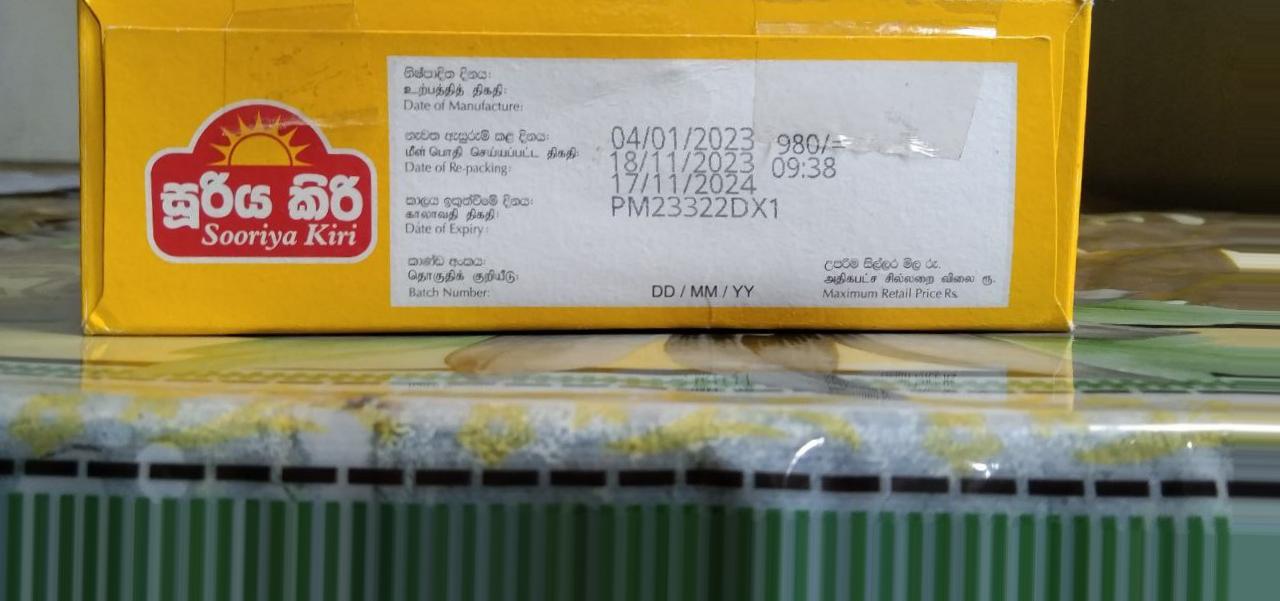 සූරිය කිරි
Sooriya Kiri
නිෂ්පාදිත දිනය:
உற்பத்தித் திகதி:
Date of Manufacture:
නැවත ඇසුරුම් කළ දිනය:
மீள் பொதி செய்யப்பட்ட திகதி:
Date of Re-packing:
කාලය ඉකුත්වීමේ දිනය:
காலாவதி திகதி:
Date of Expiry:
කාණ්ඩ අංකය:
தொகுதிக் குறியீடு:
Batch Number:
04/01/2023 980/=
18/11/2023 09:38
17/11/2024
PM23322DX1
DD / MM / YY
උපරිම සිල්ලර මිල රු.
அதிகபட்ச சில்லறை விலை ரூ.
Maximum Retail Price Rs.